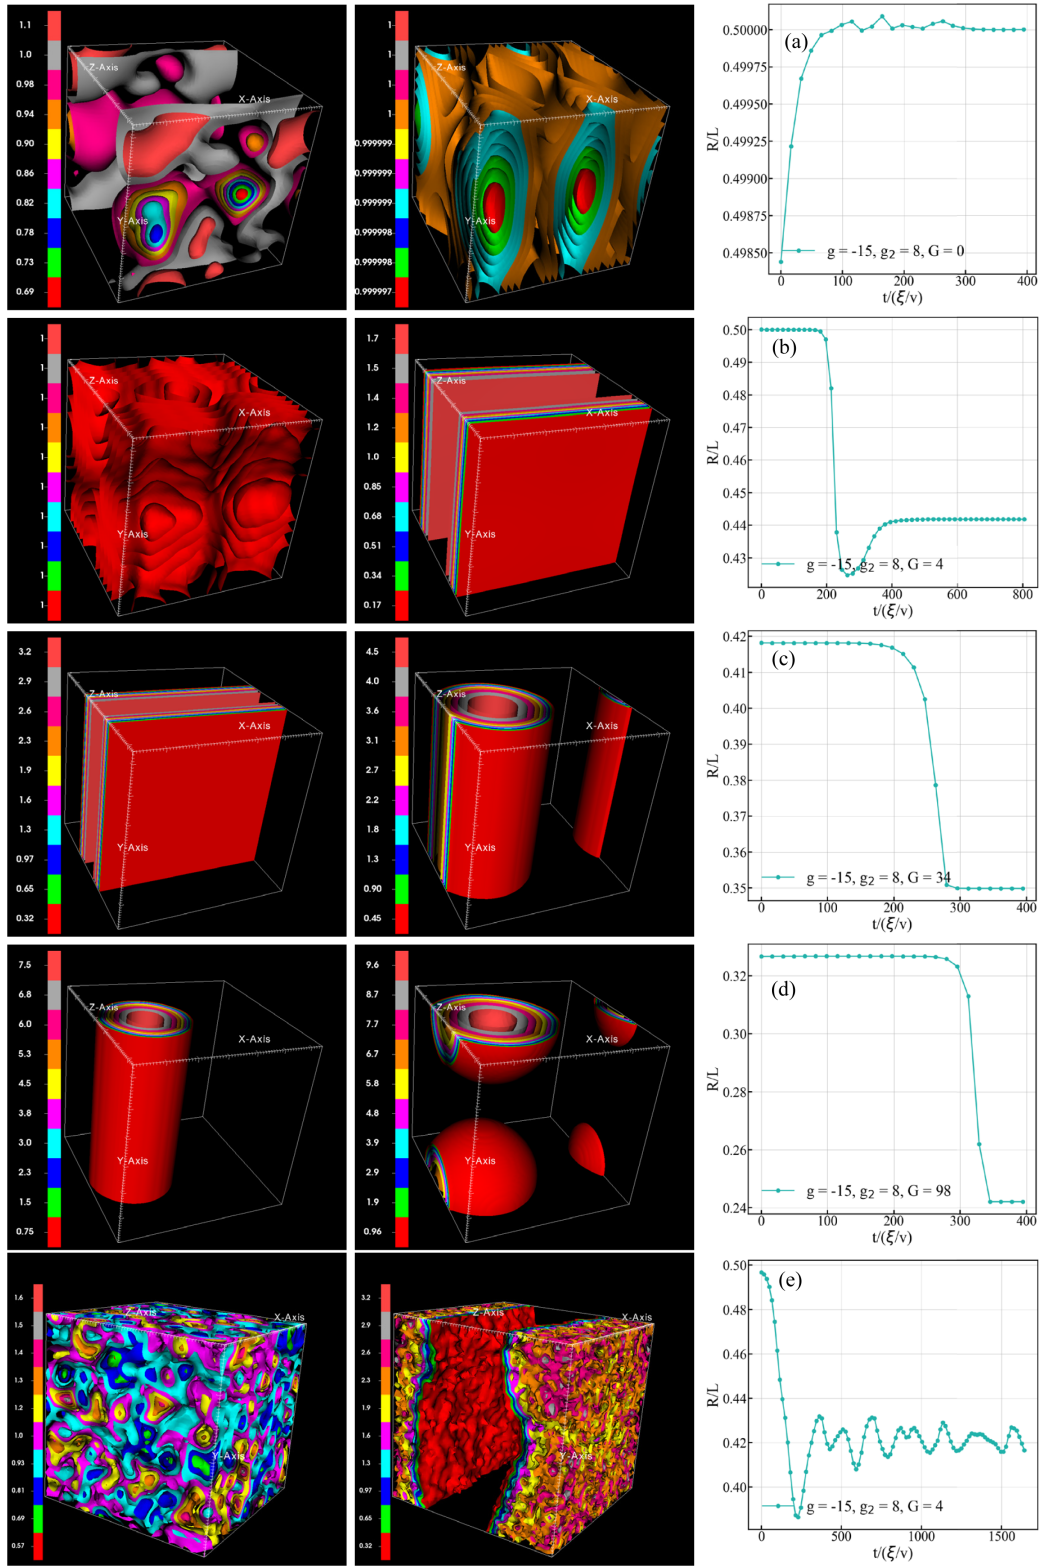 1.1
1.0
0.98
0.94
0.90
0.86
0.82
0.78
0.73
0.69
Z-Axis
X-Axis
Y-Axis
1
1
1
1
0.999999
0.999999
0.999999
0.999998
0.999998
0.999997
Z-Axis
X-Axis
Y-Axis
(a)
0.50000
0.49975
0.49950
0.49925
0.49900
0.49875
0.49850
R/L
g = -15, g₂ = 8, G = 0
0 100 200 300 400
t/(ξ/v)
1
1
1
1
1
1
1
1
1
1
Z-Axis
X-Axis
Y-Axis
1.7
1.5
1.4
1.2
1.0
0.85
0.68
0.51
0.34
0.17
Z-Axis
X-Axis
Y-Axis
(b)
0.50
0.49
0.48
0.47
0.46
0.45
0.44
0.43
R/L
g = -15, g₂ = 8, G = 4
0 200 400 600 800
t/(ξ/v)
3.2
2.9
2.6
2.3
1.9
1.6
1.3
0.97
0.65
0.32
Z-Axis
X-Axis
Y-Axis
4.5
4.0
3.6
3.1
2.7
2.2
1.8
1.3
0.90
0.45
Z-Axis
X-Axis
Y-Axis
(c)
0.42
0.41
0.40
0.39
0.38
0.37
0.36
0.35
R/L
g = -15, g₂ = 8, G = 34
0 100 200 300 400
t/(ξ/v)
7.5
6.8
6.0
5.3
4.5
3.8
3.0
2.3
1.5
0.75
Z-Axis
X-Axis
Y-Axis
9.6
8.7
7.7
6.7
5.8
4.8
3.9
2.9
1.9
0.96
Z-Axis
X-Axis
Y-Axis
(d)
0.32
0.30
0.28
0.26
0.24
R/L
g = -15, g₂ = 8, G = 98
0 100 200 300 400
t/(ξ/v)
1.6
1.5
1.4
1.3
1.2
1.0
0.93
0.81
0.69
0.57
Z-Axis
X-Axis
Y-Axis
3.2
2.9
2.6
2.3
1.9
1.6
1.3
0.97
0.65
0.32
Z-Axis
X-Axis
Y-Axis
(e)
0.50
0.48
0.46
0.44
0.42
0.40
R/L
g = -15, g₂ = 8, G = 4
0 500 1000 1500
t/(ξ/v)